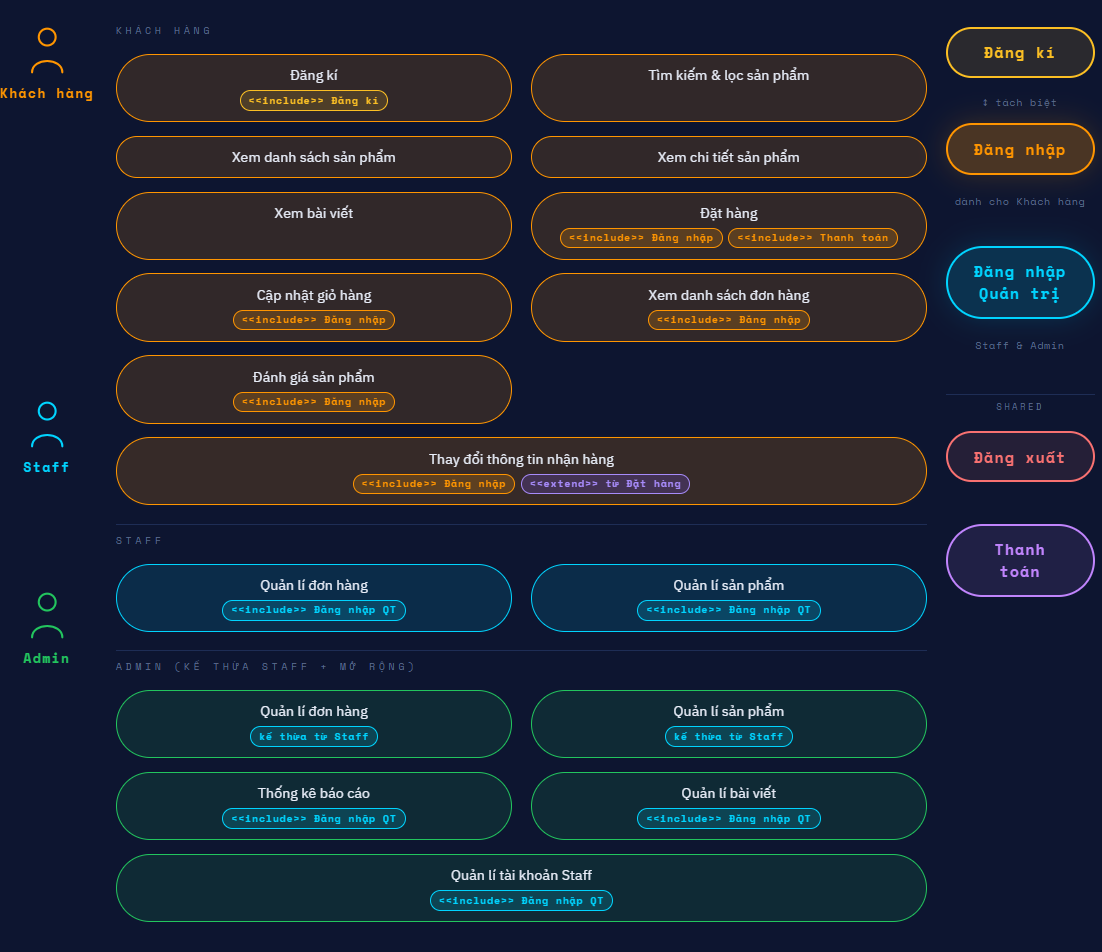 Khách hàng
KHÁCH HÀNG
Đăng kí
<<include>> Đăng kí
Tìm kiếm & lọc sản phẩm
Xem danh sách sản phẩm
Xem chi tiết sản phẩm
Xem bài viết
Đặt hàng
<<include>> Đăng nhập <<include>> Thanh toán
Cập nhật giỏ hàng
<<include>> Đăng nhập
Xem danh sách đơn hàng
<<include>> Đăng nhập
Đánh giá sản phẩm
<<include>> Đăng nhập
Thay đổi thông tin nhận hàng
<<include>> Đăng nhập <<extend>> từ Đặt hàng
Staff
STAFF
Quản lí đơn hàng
<<include>> Đăng nhập QT
Quản lí sản phẩm
<<include>> Đăng nhập QT
Admin
ADMIN (KẾ THỪA STAFF + MỞ RỘNG)
Quản lí đơn hàng
kế thừa từ Staff
Quản lí sản phẩm
kế thừa từ Staff
Thống kê báo cáo
<<include>> Đăng nhập QT
Quản lí bài viết
<<include>> Đăng nhập QT
Quản lí tài khoản Staff
<<include>> Đăng nhập QT
Đăng kí
↕ tách biệt
Đăng nhập
dành cho Khách hàng
Đăng nhập
Quản trị
Staff & Admin
SHARED
Đăng xuất
Thanh
toán